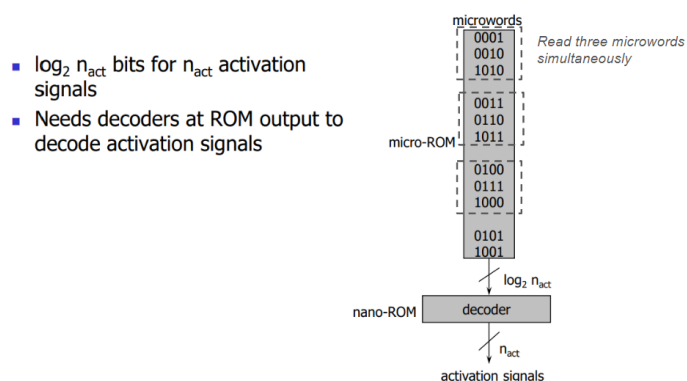 log₂ nact bits for nact activation
signals
Needs decoders at ROM output to
decode activation signals
microwords
0001
0010
1010
Read three microwords
simultaneously
0011
0110
1011
micro-ROM
0100
0111
1000
0101
1001
log₂ nact
nano-ROM
decoder
nact
activation signals